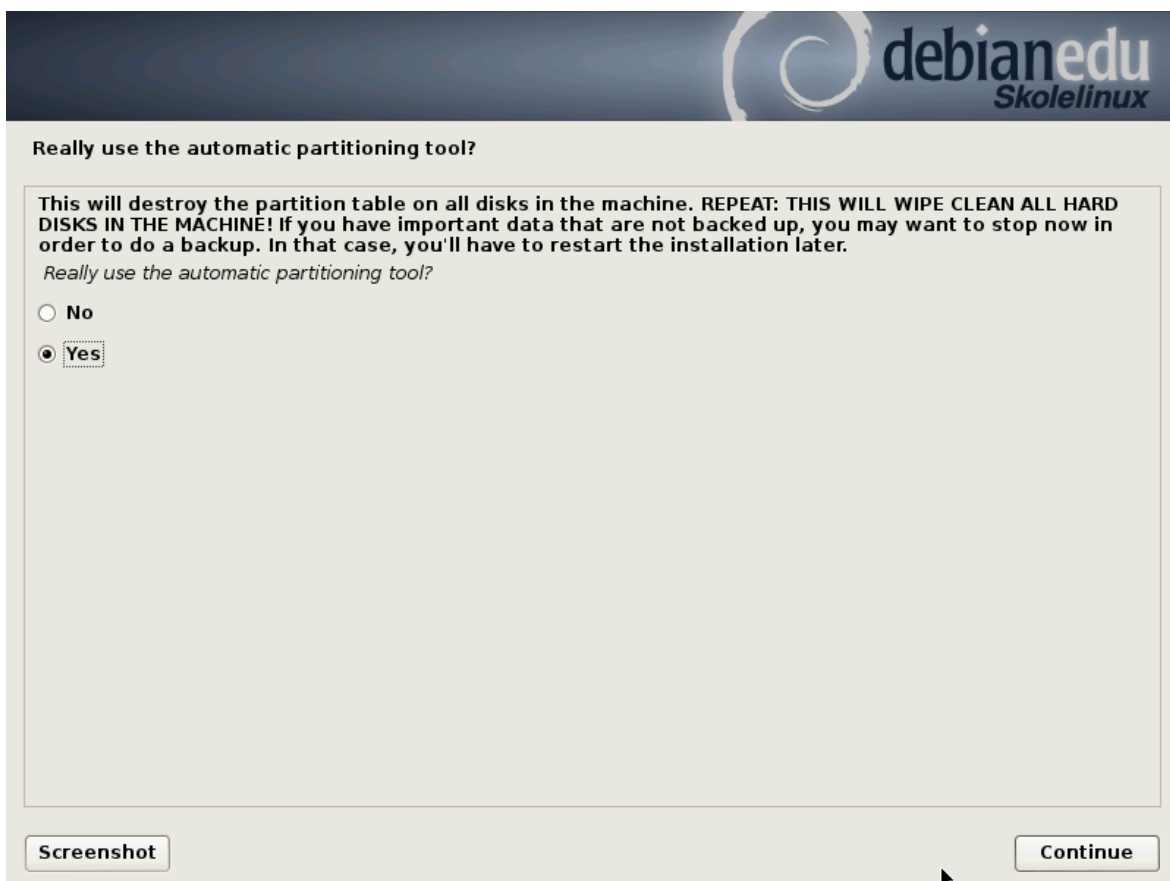 debianedu
Skolelinux
Really use the automatic partitioning tool?
This will destroy the partition table on all disks in the machine. REPEAT: THIS WILL WIPE CLEAN ALL HARD
DISKS IN THE MACHINE! If you have important data that are not backed up, you may want to stop now in
order to do a backup. In that case, you'll have to restart the installation later.
Really use the automatic partitioning tool?
No
Yes
Screenshot
Continue